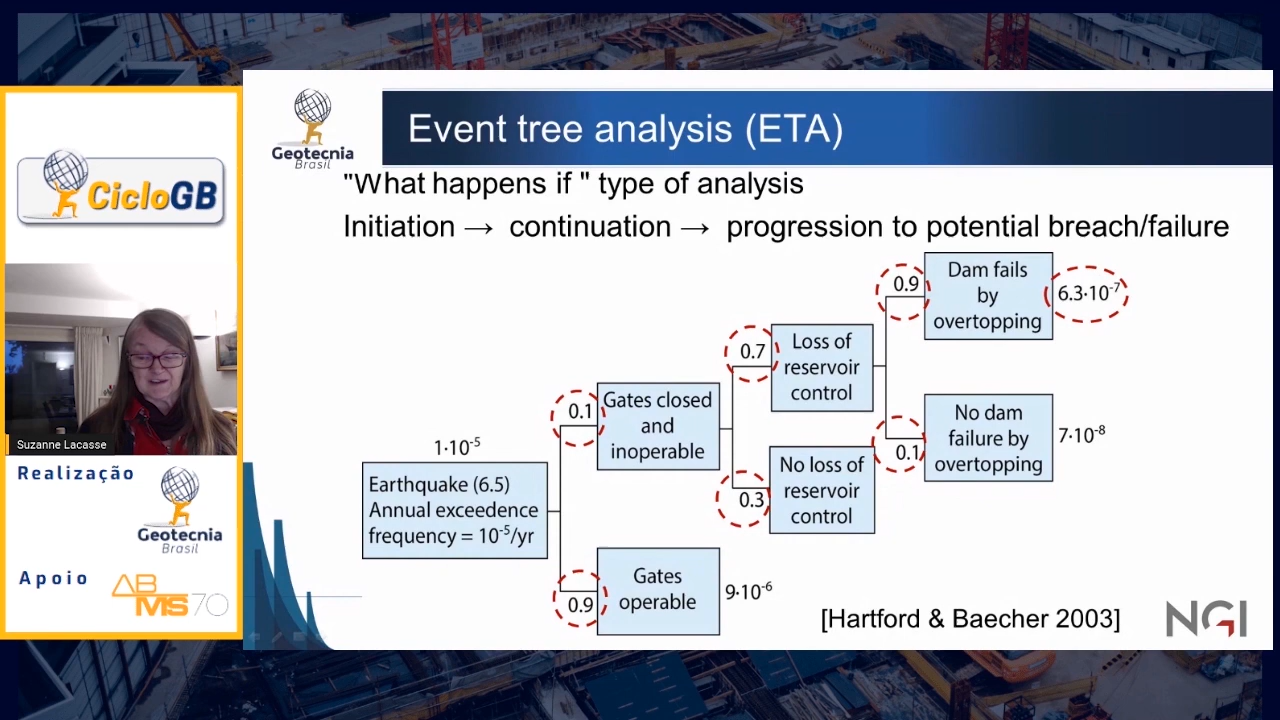 CicloGB
Suzanne Lacasse
Realização
Geotecnia
Brasil
Apoio
AB
MS70
Geotecnia
Brasil
Event tree analysis (ETA)
"What happens if " type of analysis
Initiation → continuation → progression to potential breach/failure
1·10⁻⁵
Earthquake (6.5)
Annual exceedence
frequency = 10⁻⁵/yr
0.1
Gates closed
and
inoperable
0.9
Gates
operable
9·10⁻⁶
0.7
Loss of
reservoir
control
0.3
No loss of
reservoir
control
0.9
Dam fails
by
overtopping
6.3·10⁻⁷
0.1
No dam
failure by
overtopping
7·10⁻⁸
[Hartford & Baecher 2003]
NGI